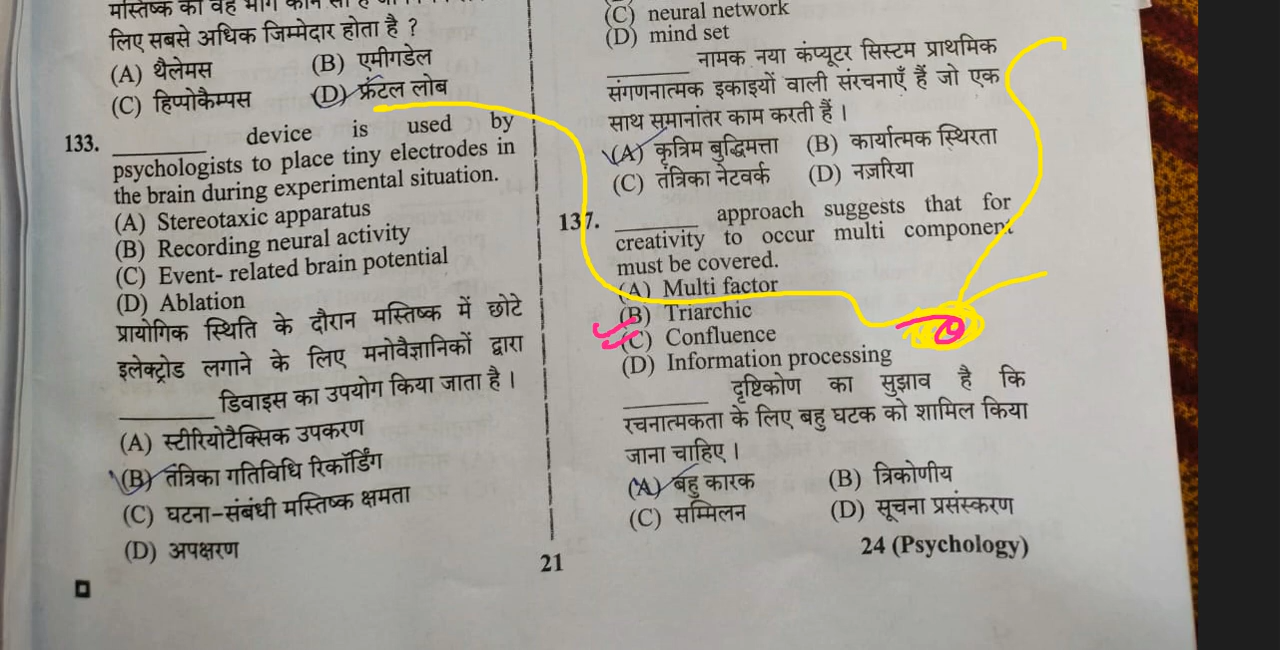 लिए सबसे अधिक जिम्मेदार होता है ?
(A) थैलेमस (B) एमीगडेल
(C) हिप्पोकैम्पस (D) फ्रंटल लोब
133. ________ device is used by
psychologists to place tiny electrodes in
the brain during experimental situation.
(A) Stereotaxic apparatus
(B) Recording neural activity
(C) Event- related brain potential
(D) Ablation
प्रायोगिक स्थिति के दौरान मस्तिष्क में छोटे
इलेक्ट्रोड लगाने के लिए मनोवैज्ञानिकों द्वारा
________ डिवाइस का उपयोग किया जाता है ।
(A) स्टीरियोटैक्सिक उपकरण
(B) तंत्रिका गतिविधि रिकॉर्डिंग
(C) घटना-संबंधी मस्तिष्क क्षमता
(D) अपक्षरण
(C) neural network
(D) mind set
________ नामक नया कंप्यूटर सिस्टम प्राथमिक
संगणनात्मक इकाइयों वाली संरचनाएँ हैं जो एक
साथ समानांतर काम करती हैं ।
(A) कृत्रिम बुद्धिमत्ता (B) कार्यात्मक स्थिरता
(C) तंत्रिका नेटवर्क (D) नज़रिया
137. ________ approach suggests that for
creativity to occur multi component
must be covered.
(A) Multi factor
(B) Triarchic
(C) Confluence
(D) Information processing
________ दृष्टिकोण का सुझाव है कि
रचनात्मकता के लिए बहु घटक को शामिल किया
जाना चाहिए ।
(A) बहु कारक (B) त्रिकोणीय
(C) सम्मिलन (D) सूचना प्रसंस्करण
21
24 (Psychology)